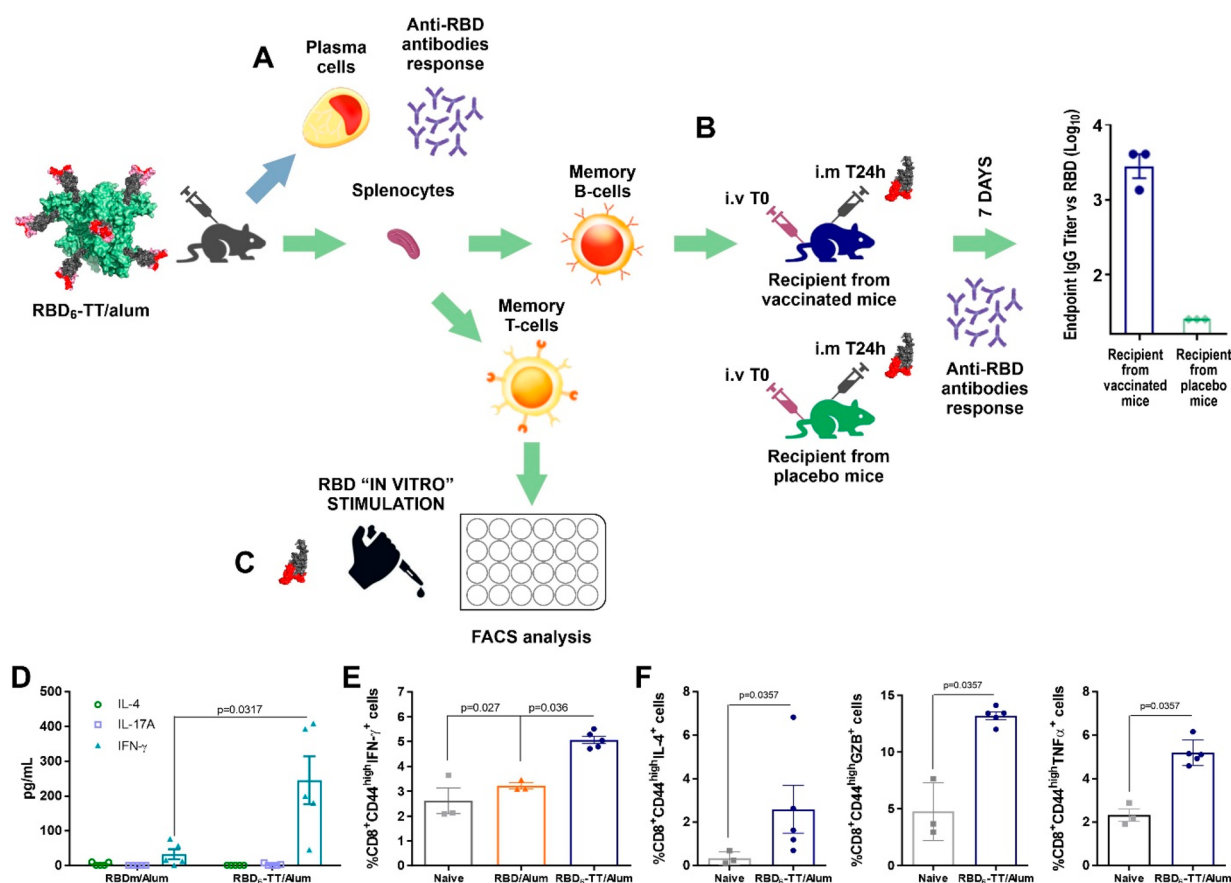 A
Plasma
cells
Anti-RBD
antibodies
response
RBD₆-TT/alum
Splenocytes
Memory
B-cells
Memory
T-cells
B
i.v T0
i.m T24h
Recipient from
vaccinated mice
i.v T0
i.m T24h
Recipient from
placebo mice
7 DAYS
Anti-RBD
antibodies
response
Endpoint IgG Titer vs RBD (Log₁₀)
4
3
2
Recipient
from
vaccinated
mice
Recipient
from
placebo
mice
RBD “IN VITRO”
STIMULATION
C
FACS analysis
D
IL-4
IL-17A
IFN-γ
p=0.0317
pg/mL
500
400
300
200
100
0
RBDm/Alum
RBD₆-TT/Alum
E
%CD8⁺CD44ʰⁱᵍʰIFN-γ⁺ cells
7
6
5
4
3
2
1
0
p=0.027
p=0.036
Naive
RBD/Alum
RBD₆-TT/Alum
F
%CD8⁺CD44ʰⁱᵍʰIL-4⁺ cells
8
6
4
2
0
p=0.0357
Naive
RBD₆-TT/Alum
%CD8⁺CD44ʰⁱᵍʰGZB⁺ cells
15
10
5
0
p=0.0357
Naive
RBD₆-TT/Alum
%CD8⁺CD44ʰⁱᵍʰTNFα⁺ cells
8
6
4
2
0
p=0.0357
Naive
RBD₆-TT/Alum